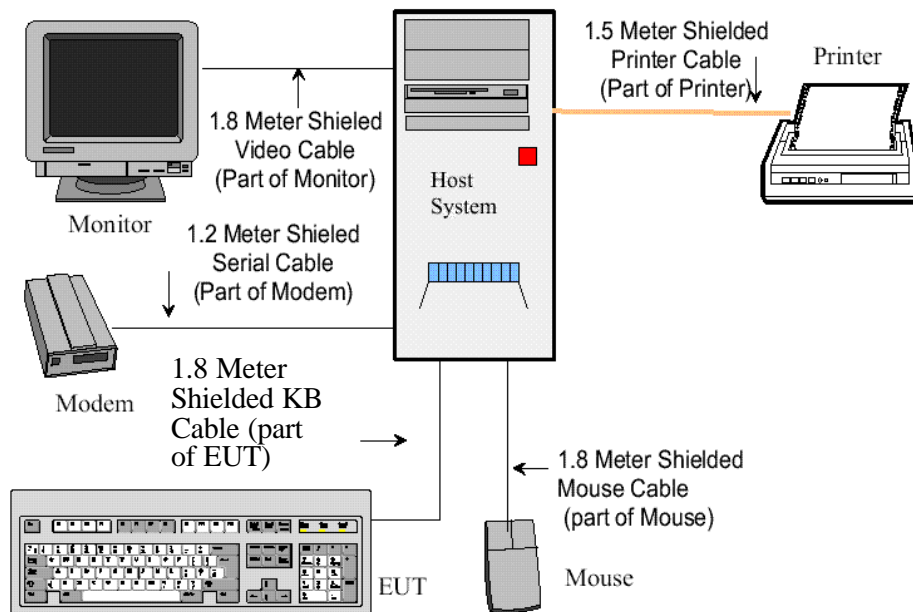 1.5 Meter Shielded
Printer Cable
(Part of Printer)
Printer
1.8 Meter Shieled
Video Cable
(Part of Monitor)
Host
System
Monitor
1.2 Meter Shieled
Serial Cable
(Part of Modem)
1.8 Meter
Shielded KB
Cable (part
of EUT)
Modem
1.8 Meter Shielded
Mouse Cable
(part of Mouse)
EUT
Mouse